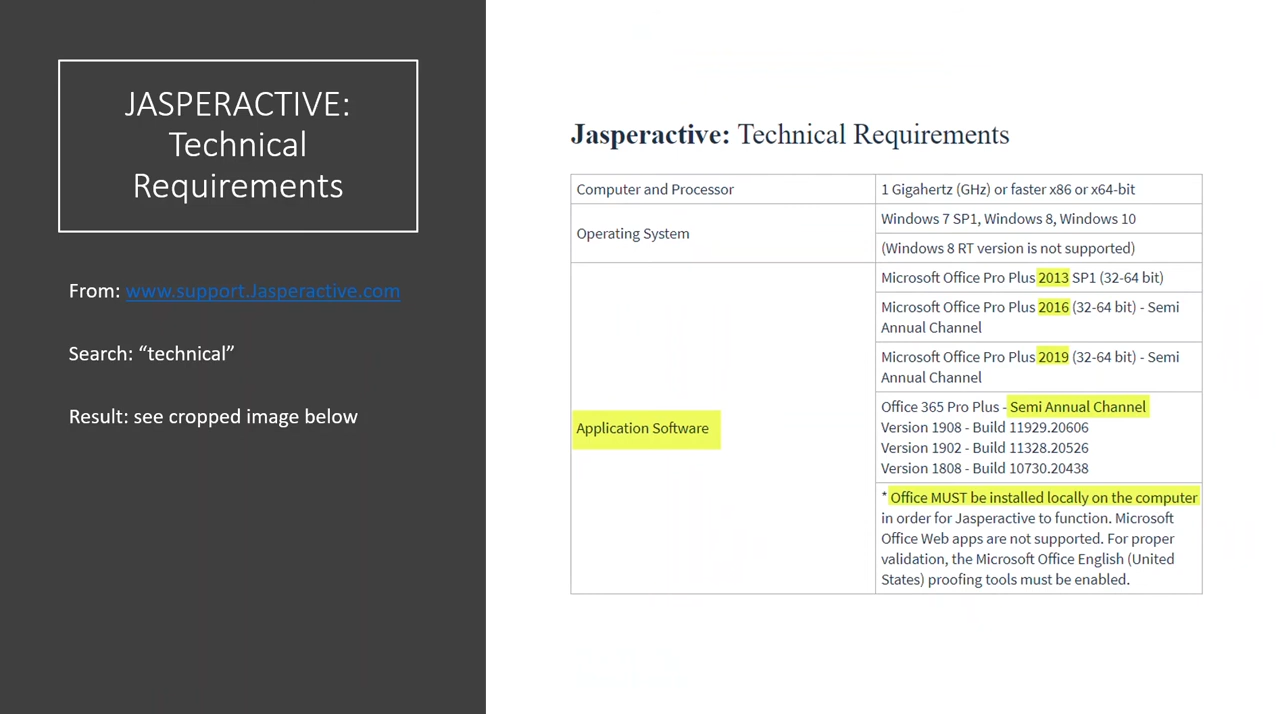 JASPERACTIVE:
Technical
Requirements
From: www.support.Jasperactive.com
Search: “technical”
Result: see cropped image below
Jasperactive: Technical Requirements
Computer and Processor
1 Gigahertz (GHz) or faster x86 or x64-bit
Operating System
Windows 7 SP1, Windows 8, Windows 10
(Windows 8 RT version is not supported)
Application Software
Microsoft Office Pro Plus 2013 SP1 (32-64 bit)
Microsoft Office Pro Plus 2016 (32-64 bit) - Semi
Annual Channel
Microsoft Office Pro Plus 2019 (32-64 bit) - Semi
Annual Channel
Office 365 Pro Plus - Semi Annual Channel
Version 1908 - Build 11929.20606
Version 1902 - Build 11328.20526
Version 1808 - Build 10730.20438
* Office MUST be installed locally on the computer
in order for Jasperactive to function. Microsoft
Office Web apps are not supported. For proper
validation, the Microsoft Office English (United
States) proofing tools must be enabled.